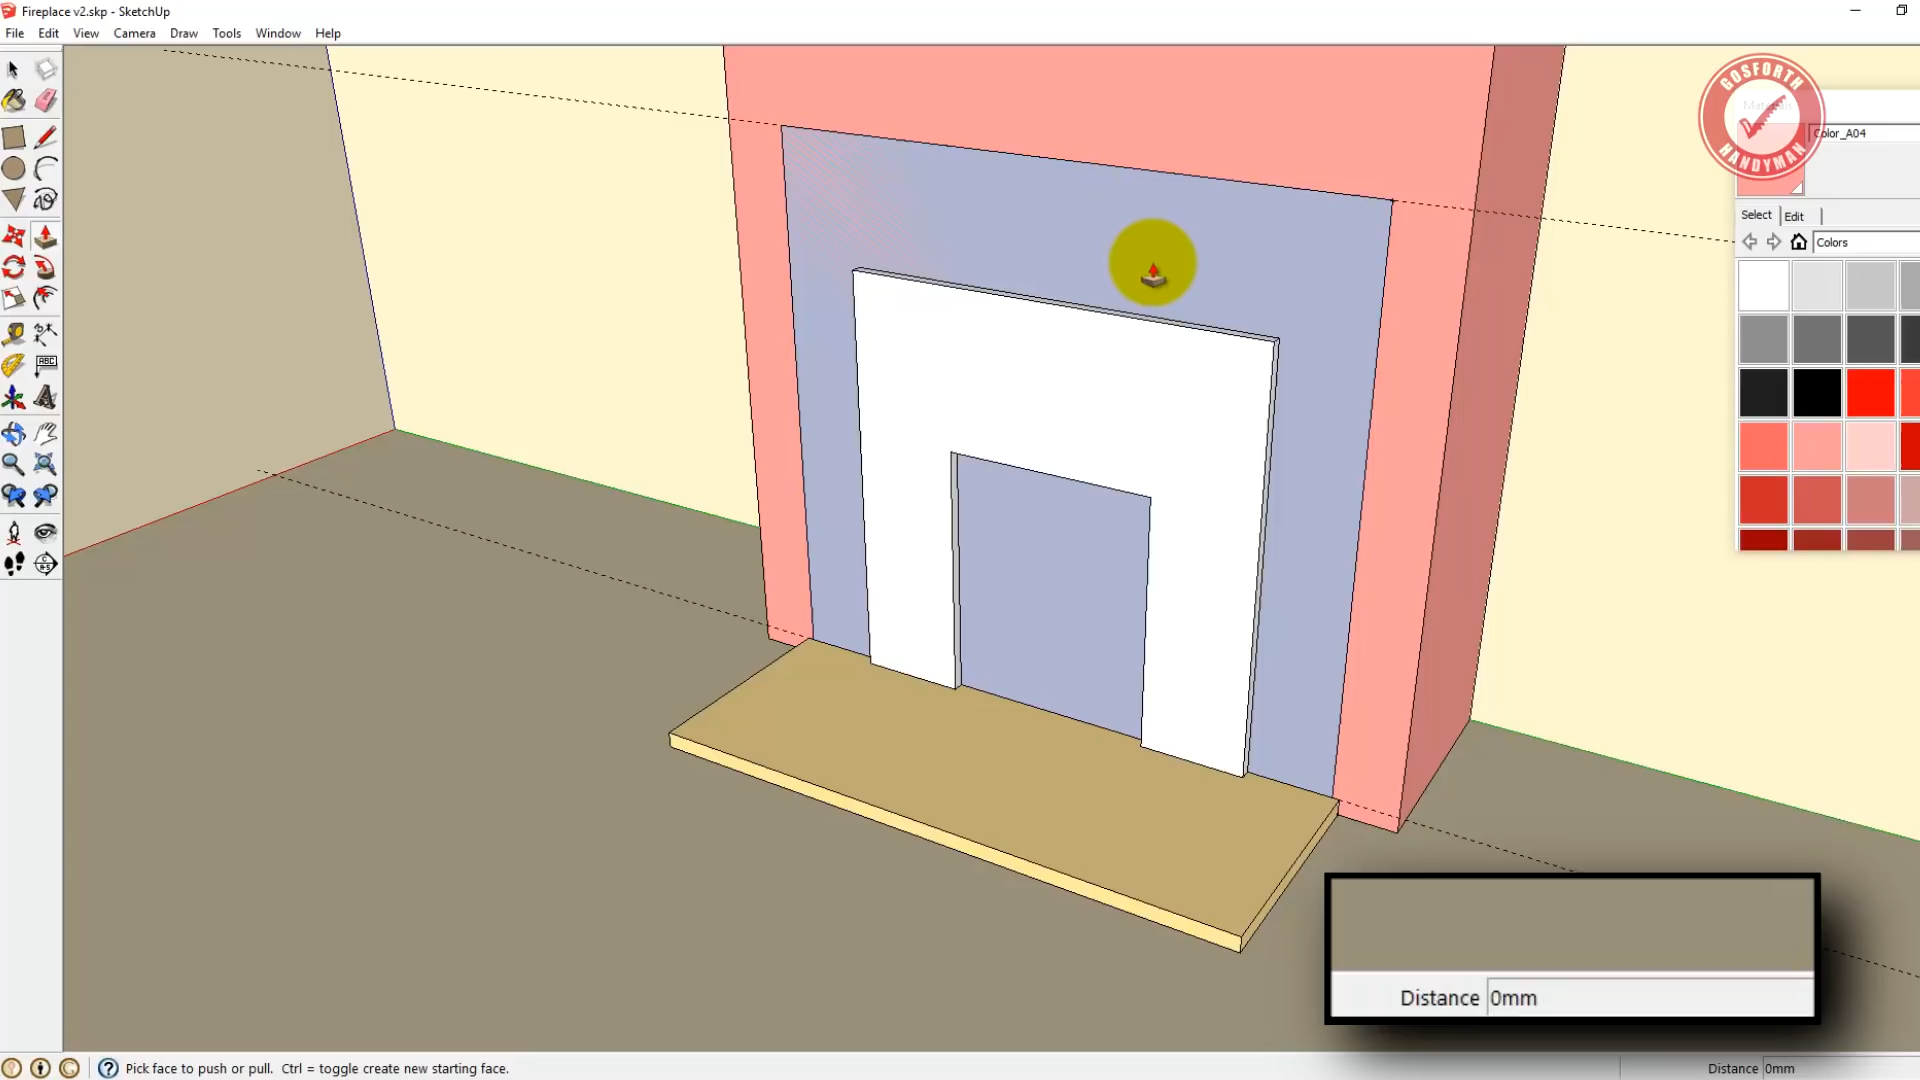 Fireplace v2.skp - SketchUp
File Edit View Camera Draw Tools Window Help
GOSFORTH
HANDYMAN
Color_A04
Select Edit
Colors
ABC
A
Distance 0mm
Pick face to push or pull. Ctrl = toggle create new starting face.
Distance 0mm